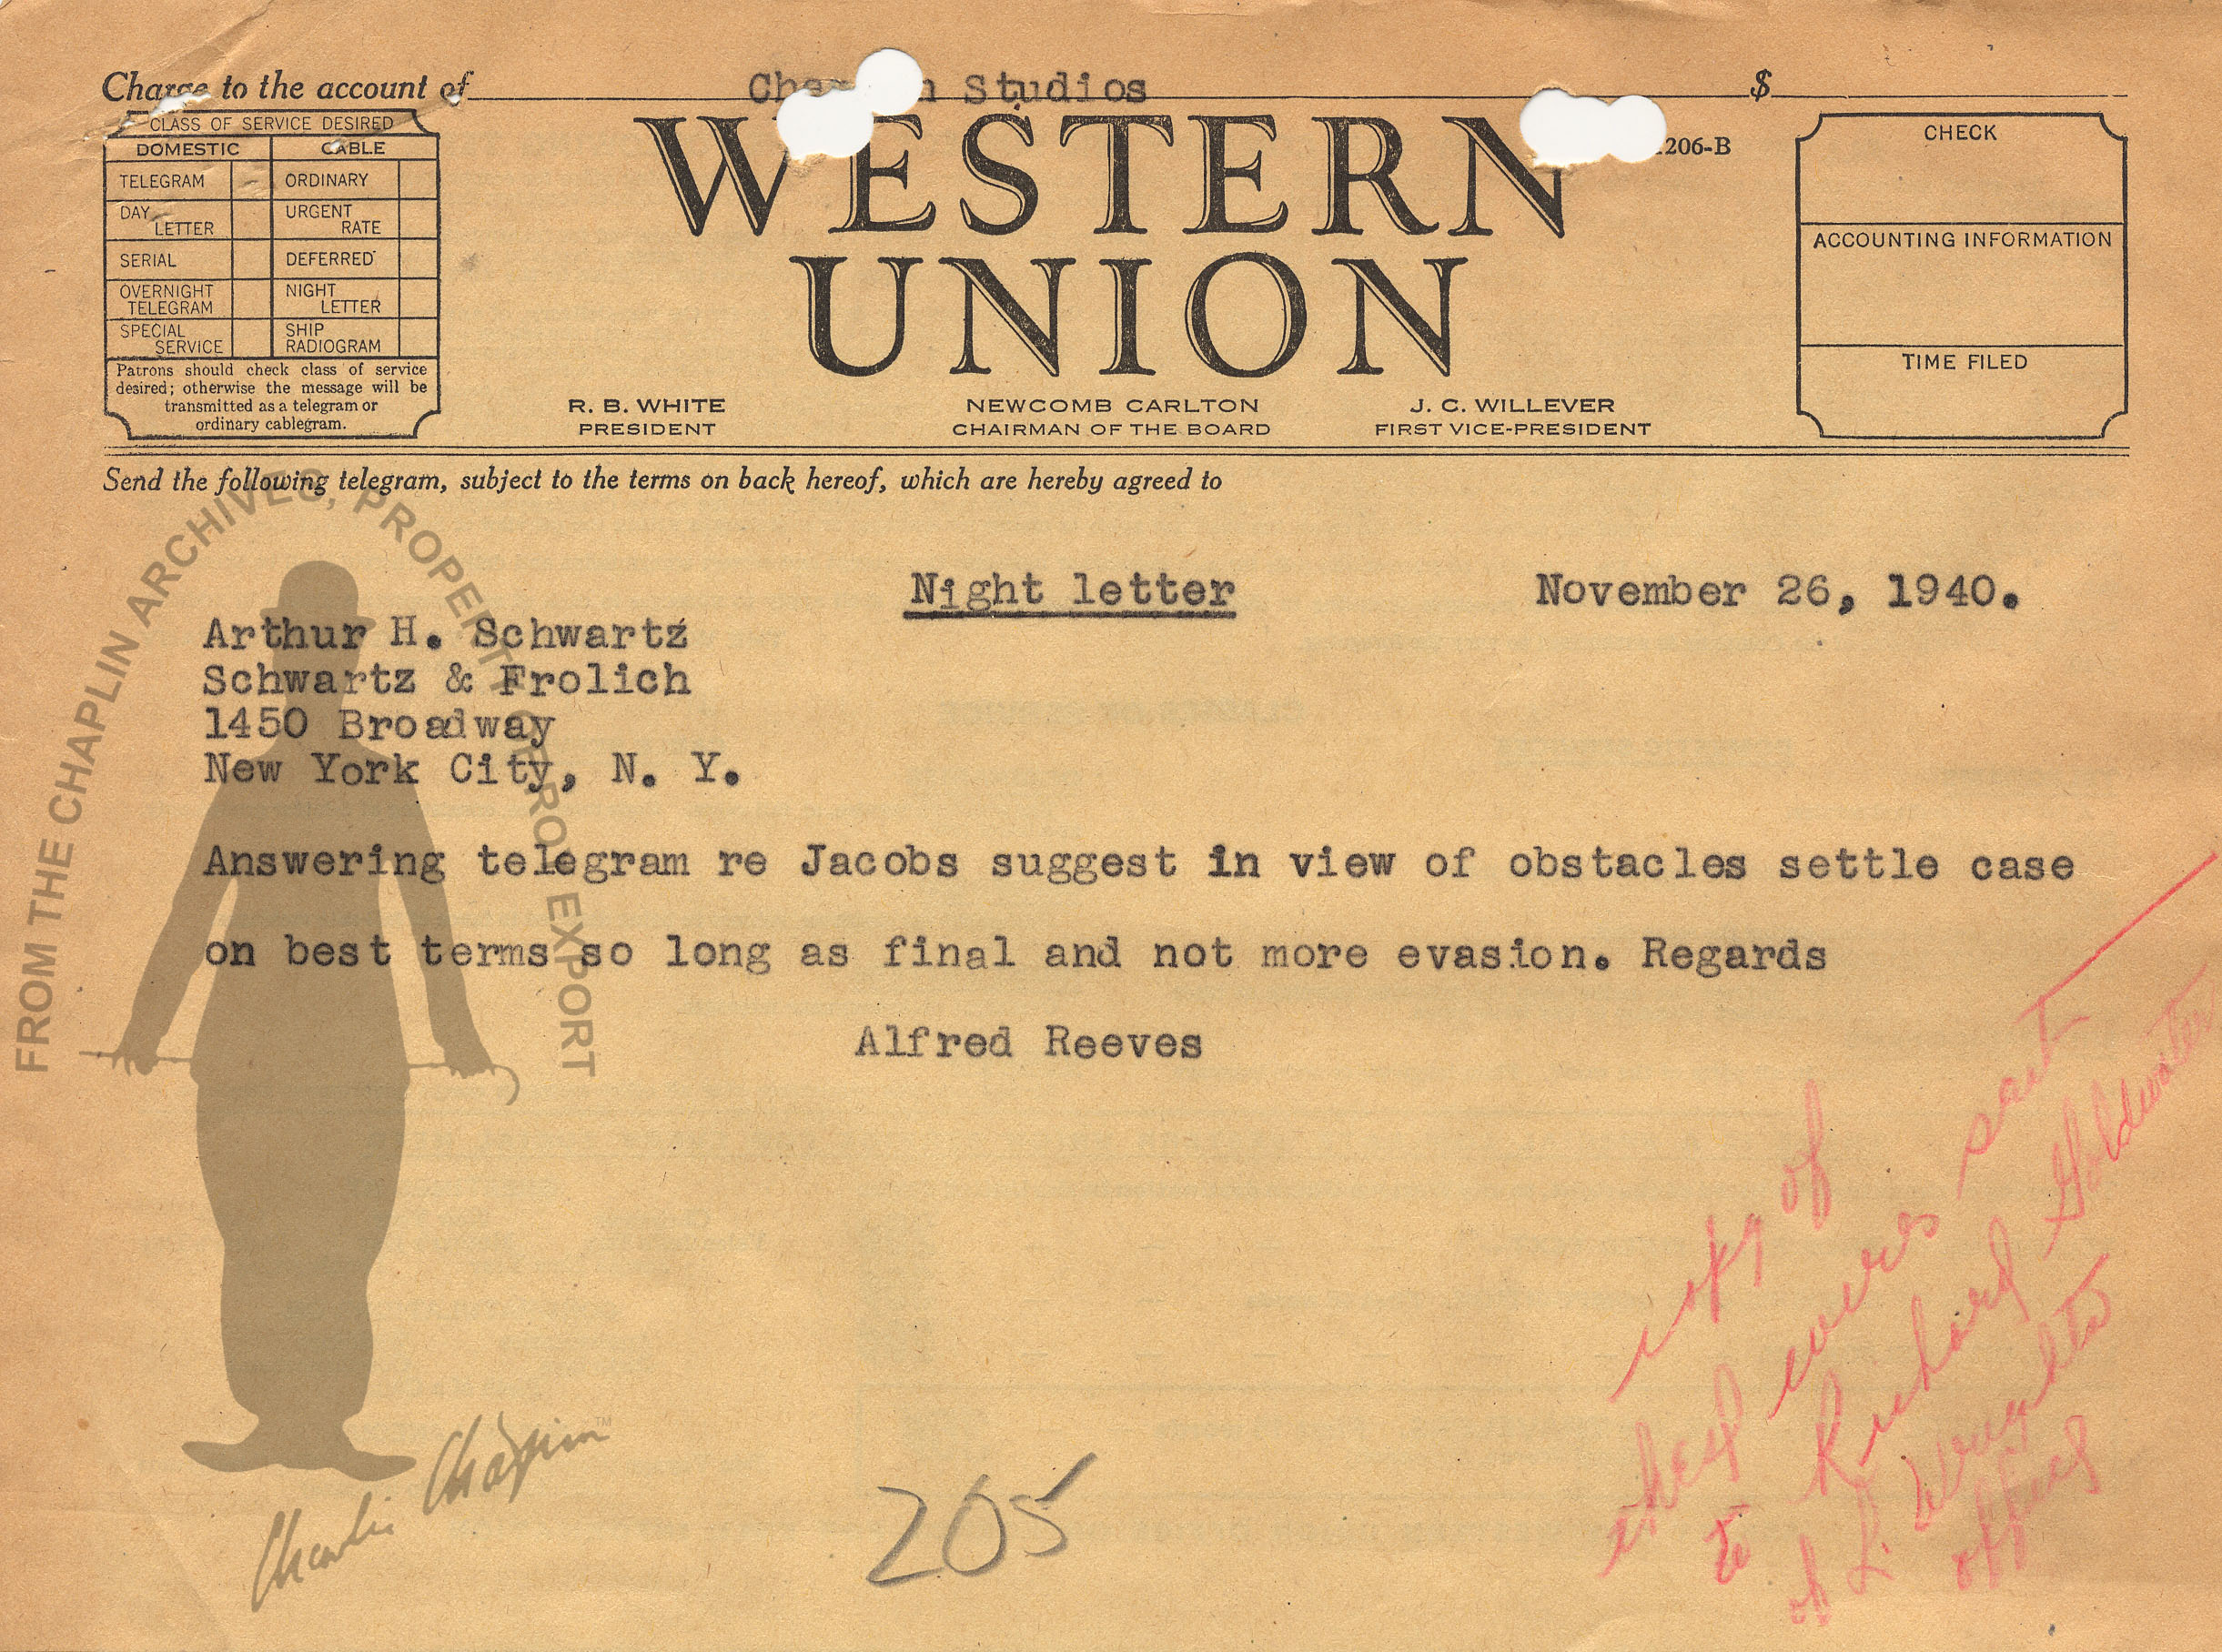 Charge to the account of Cha n Studios $
CLASS OF SERVICE DESIRED
DOMESTIC CABLE
TELEGRAM ORDINARY
DAY LETTER URGENT RATE
SERIAL DEFERRED
OVERNIGHT TELEGRAM NIGHT LETTER
SPECIAL SERVICE SHIP RADIOGRAM
Patrons should check class of service
desired; otherwise the message will be
transmitted as a telegram or
ordinary cablegram.
WESTERN
UNION
206-B
CHECK
ACCOUNTING INFORMATION
TIME FILED
R. B. WHITE
PRESIDENT
NEWCOMB CARLTON
CHAIRMAN OF THE BOARD
J. C. WILLEVER
FIRST VICE-PRESIDENT
Send the following telegram, subject to the terms on back hereof, which are hereby agreed to
Night letter November 26, 1940.
Arthur H. Schwartz
Schwartz & Frolich
1450 Broadway
New York City, N. Y.
Answering telegram re Jacobs suggest in view of obstacles settle case
on best terms so long as final and not more evasion. Regards
Alfred Reeves
of
sent
to Richard Goldwater
of L. Wright's
office
205
FROM THE CHAPLIN ARCHIVES, PROPERTY OF ROY EXPORT
Charlie Chaplin™